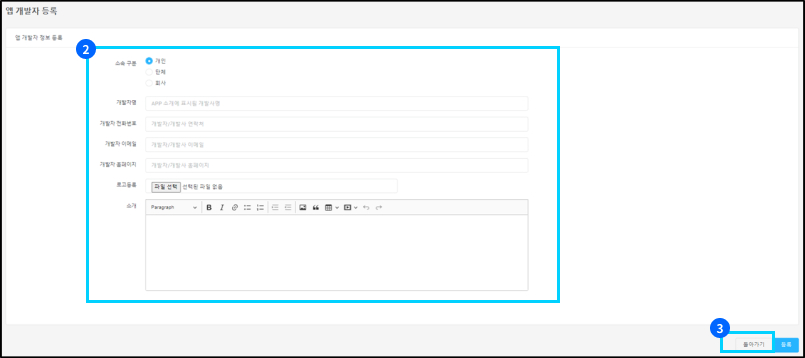 앱 개발자 등록
앱 개발자 정보 등록
2
소속 구분
개인
단체
회사
개발자명
APP 소개에 표시될 개발사명
개발자 전화번호
개발자/개발사 연락처
개발자 이메일
개발자/개발사 이메일
개발자 홈페이지
개발자/개발사 홈페이지
로고등록
파일 선택 선택된 파일 없음
소개
Paragraph B I
3
돌아가기 등록